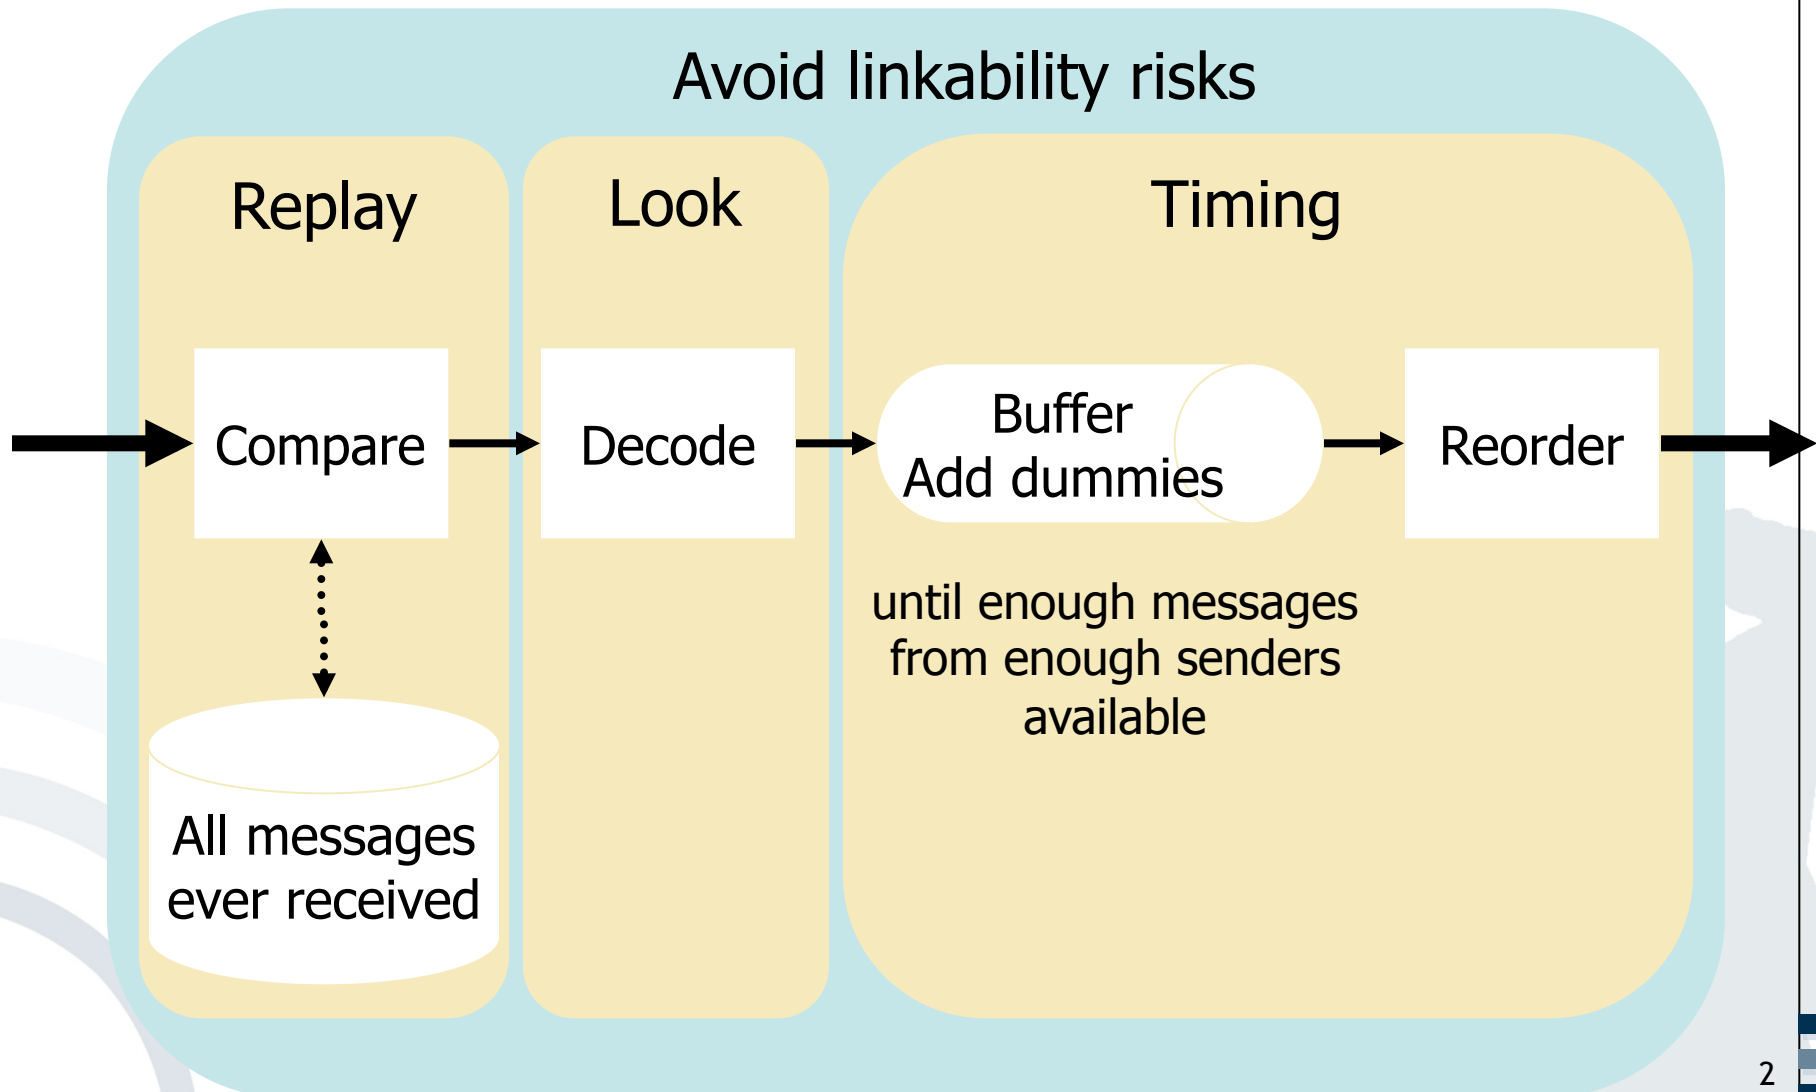 Avoid linkability risks
Replay
Look
Timing
Compare
Decode
Buffer
Add dummies
Reorder
until enough messages
from enough senders
available
All messages
ever received
2